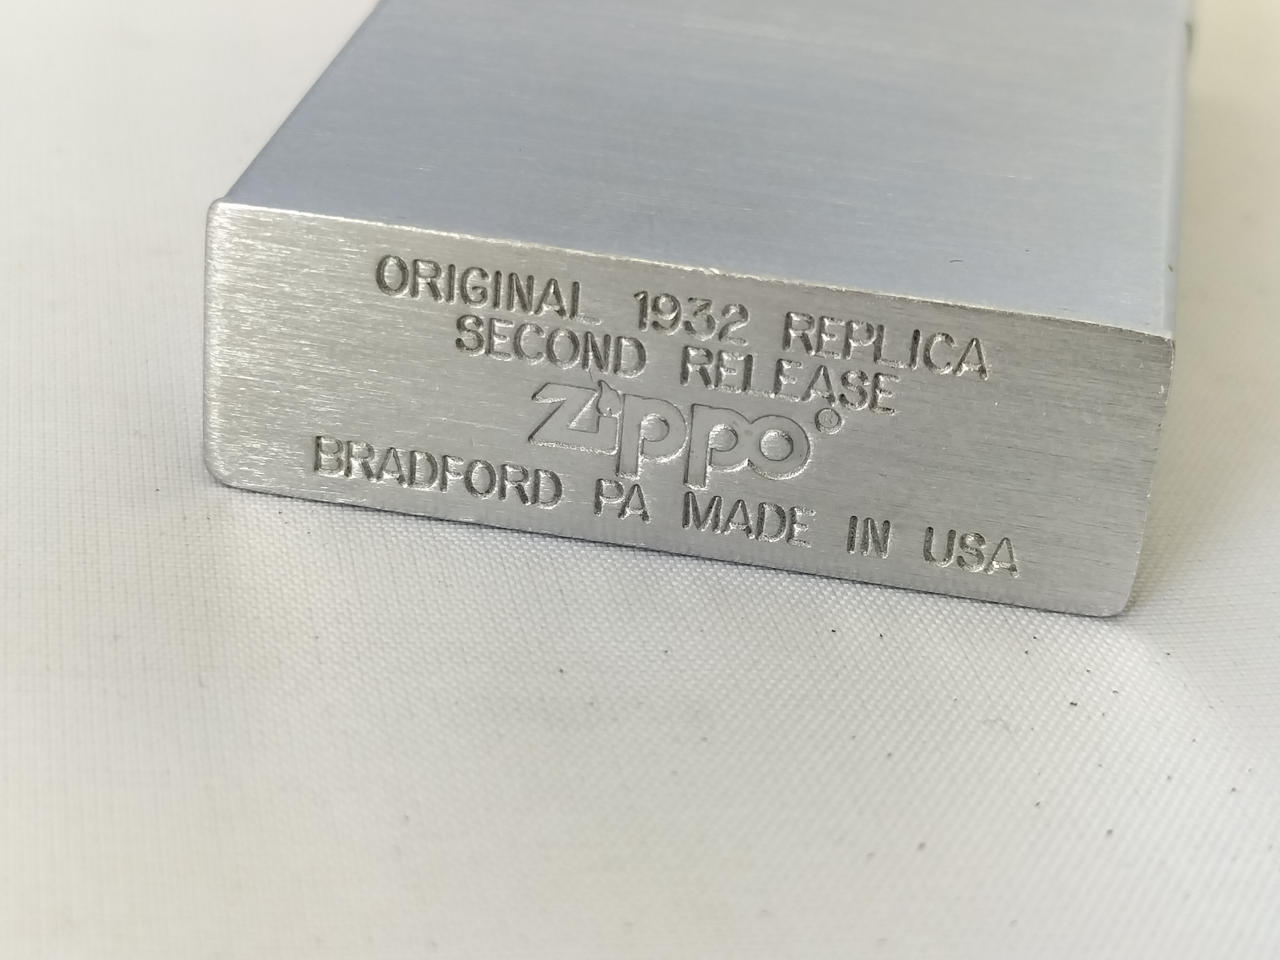 ORIGINAL 1932 REPLICA
SECOND RELEASE
Zippo®
BRADFORD PA MADE IN USA